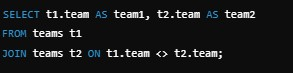 SELECT t1.team AS team1, t2.team AS team2
FROM teams t1
JOIN teams t2 ON t1.team <> t2.team;